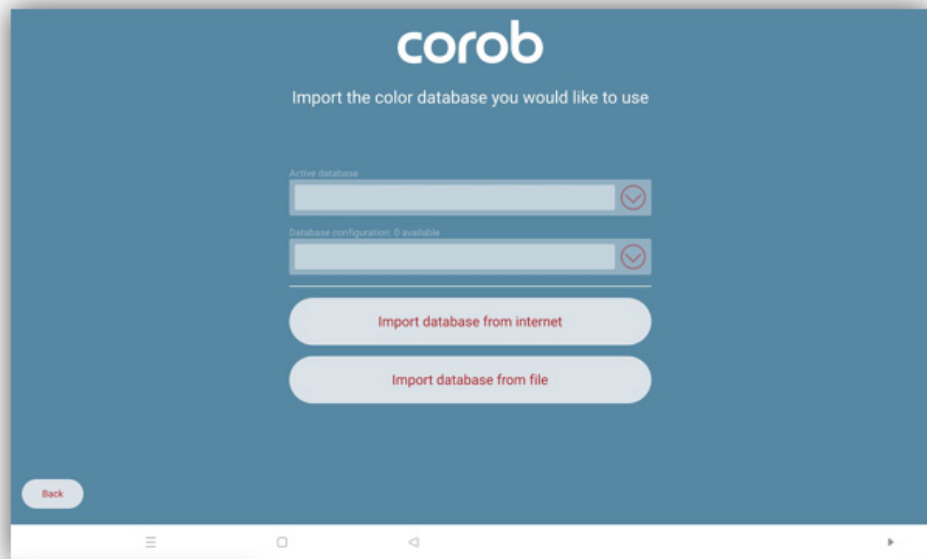 corob
Import the color database you would like to use
Active database
Database configuration: 0 available
Import database from internet
Import database from file
Back